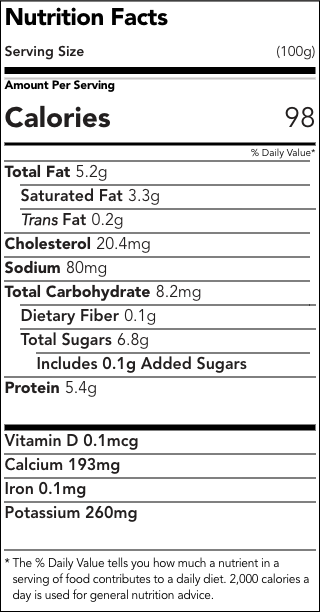 Nutrition Facts
Serving Size (100g)
Amount Per Serving
Calories 98
% Daily Value*
Total Fat 5.2g
Saturated Fat 3.3g
Trans Fat 0.2g
Cholesterol 20.4mg
Sodium 80mg
Total Carbohydrate 8.2mg
Dietary Fiber 0.1g
Total Sugars 6.8g
Includes 0.1g Added Sugars
Protein 5.4g
Vitamin D 0.1mcg
Calcium 193mg
Iron 0.1mg
Potassium 260mg
* The % Daily Value tells you how much a nutrient in a
serving of food contributes to a daily diet. 2,000 calories a
day is used for general nutrition advice.